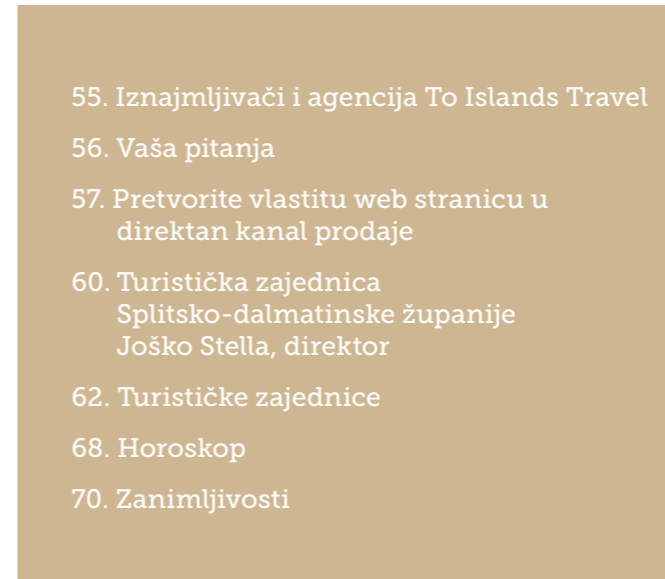 55. Iznajmljivači i agencija To Islands Travel
56. Vaša pitanja
57. Pretvorite vlastitu web stranicu u
direktan kanal prodaje
60. Turistička zajednica
Splitsko-dalmatinske županije
Joško Stella, direktor
62. Turističke zajednice
68. Horoskop
70. Zanimljivosti